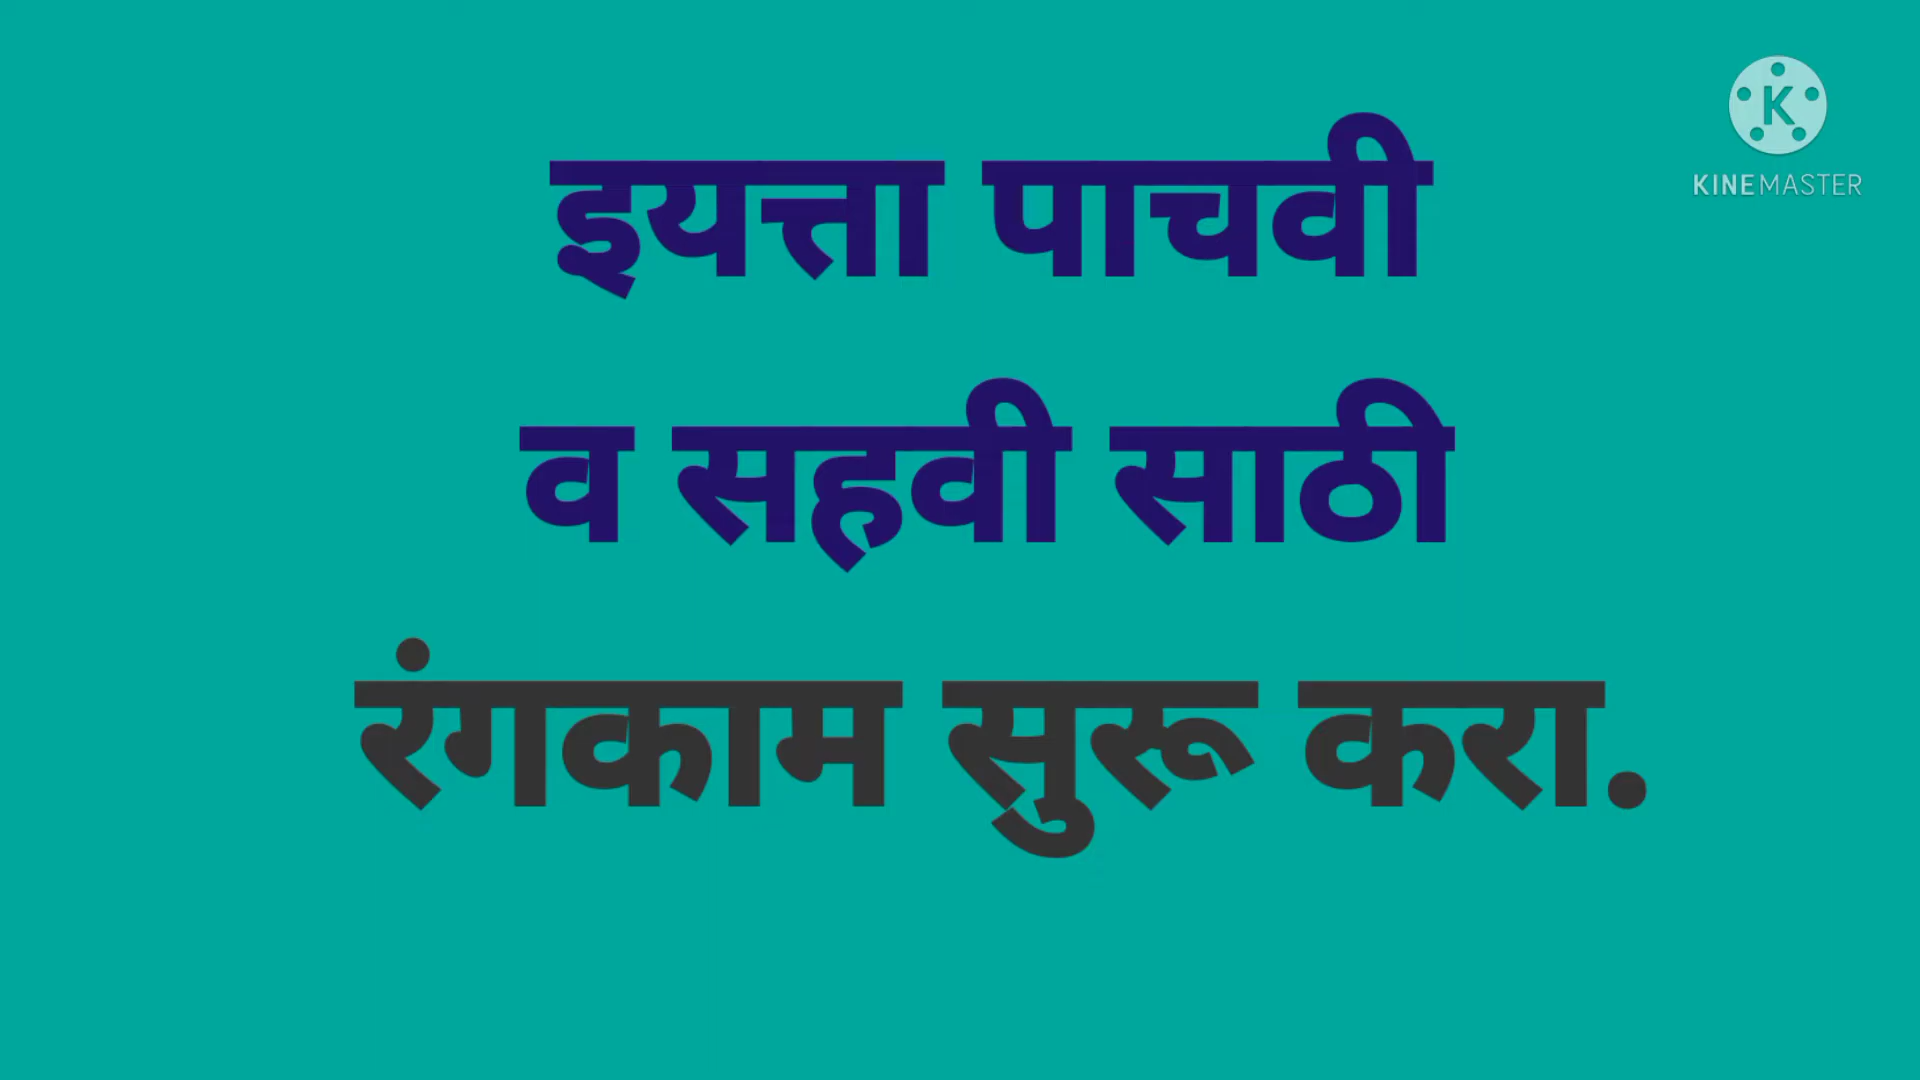 इयत्ता पाचवी
व सहवी साठी
रंगकाम सुरू करा.
K
KINEMASTER